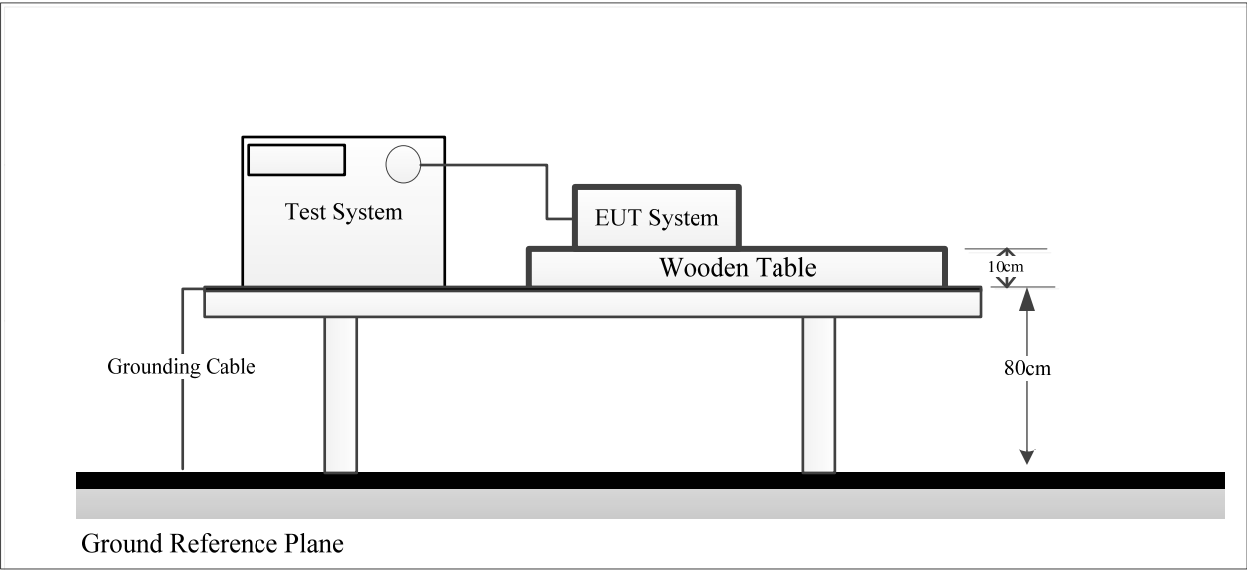 Test System
EUT System
Wooden Table
10cm
Grounding Cable
80cm
Ground Reference Plane